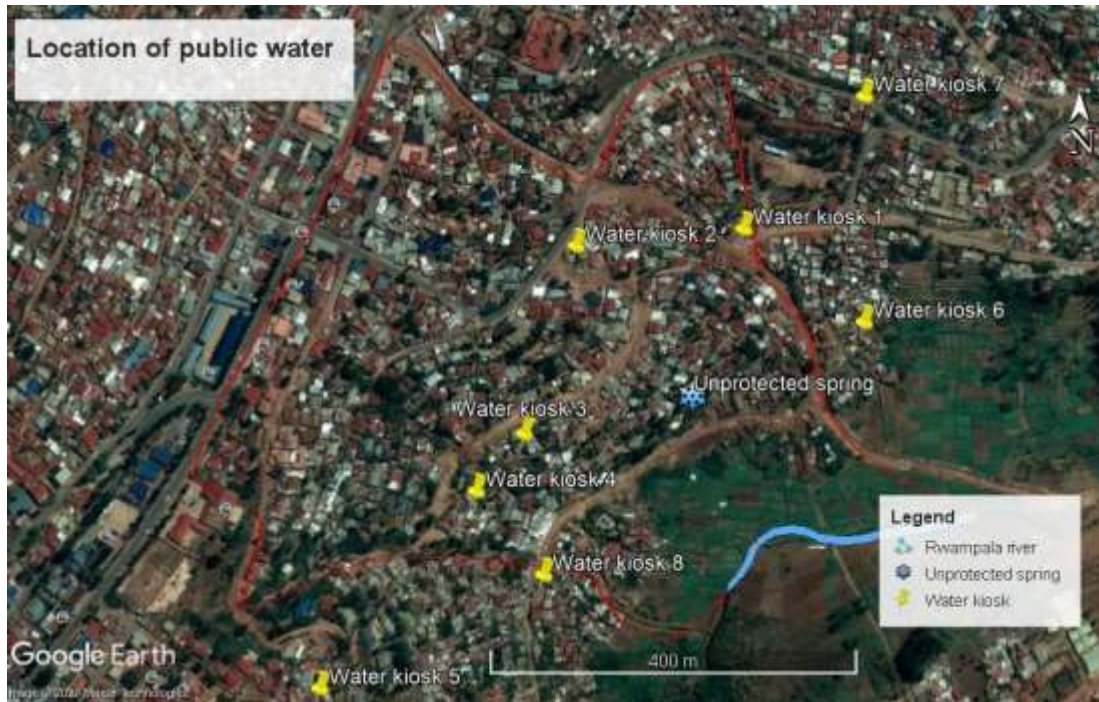 Location of public water
Water kiosk 7
N
Water kiosk 1
Water kiosk 2
Water kiosk 6
Unprotected spring
Water kiosk 3
Water kiosk 4
Legend
Rwampala river
Unprotected spring
Water kiosk
Water kiosk 8
400 m
Google Earth
Water kiosk 5